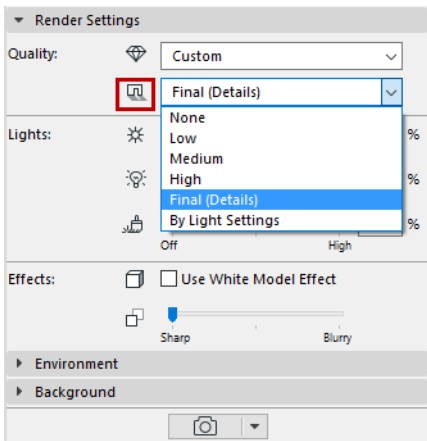 Render Settings
Quality:
Custom
Final (Details)
None
Lights:
Low
%
Medium
High
%
Final (Details)
By Light Settings
%
Off
High
Effects:
Use White Model Effect
Sharp
Blurry
Environment
Background